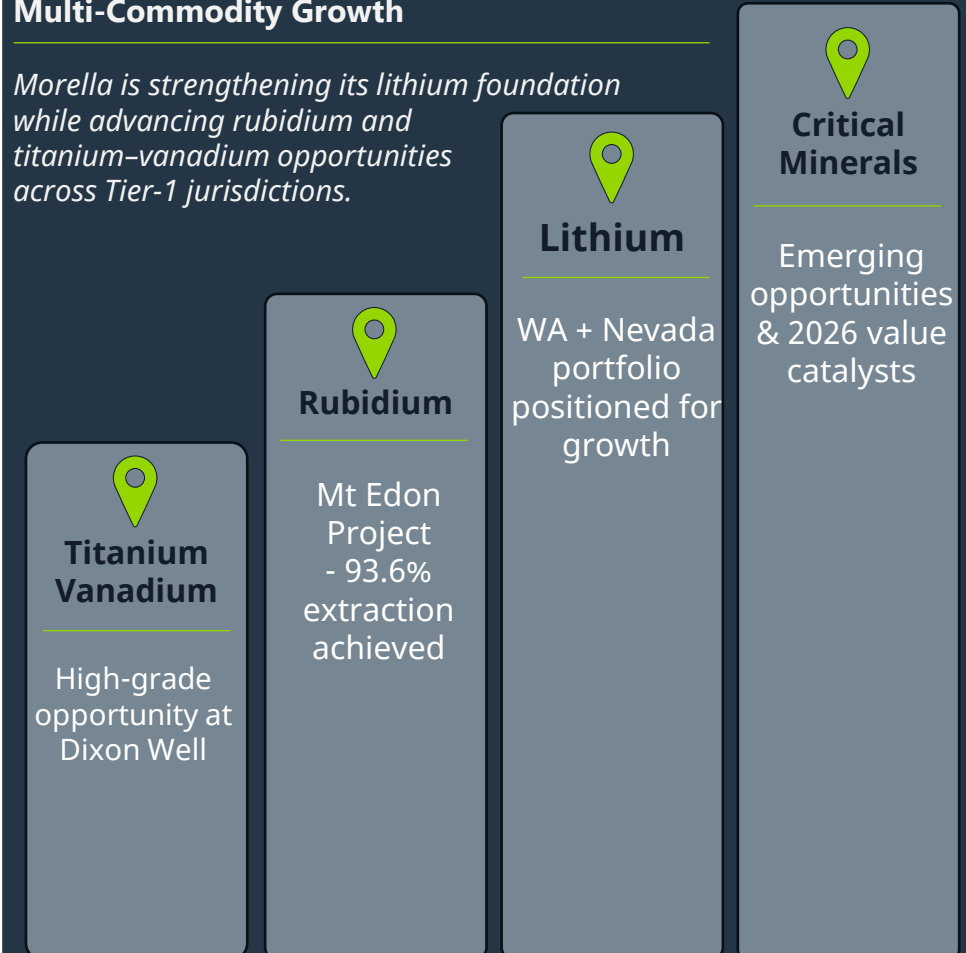 Multi-Commodity Growth
Morella is strengthening its lithium foundation
while advancing rubidium and
titanium–vanadium opportunities
across Tier-1 jurisdictions.
Titanium
Vanadium
High-grade
opportunity at
Dixon Well
Rubidium
Mt Edon
Project
- 93.6%
extraction
achieved
Lithium
WA + Nevada
portfolio
positioned for
growth
Critical
Minerals
Emerging
opportunities
& 2026 value
catalysts